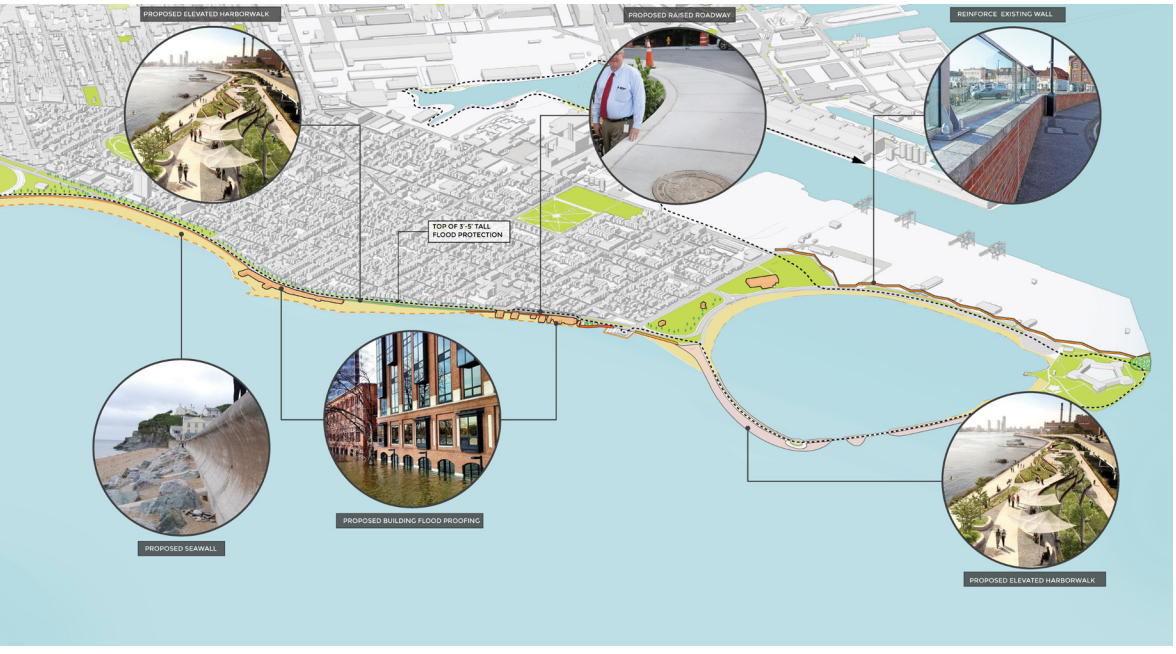 PROPOSED ELEVATED HARBORWALK
PROPOSED RAISED ROADWAY
REINFORCE EXISTING WALL
TOP OF 3'-5' TALL
FLOOD PROTECTION
PROPOSED SEAWALL
PROPOSED BUILDING FLOOD PROOFING
PROPOSED ELEVATED HARBORWALK